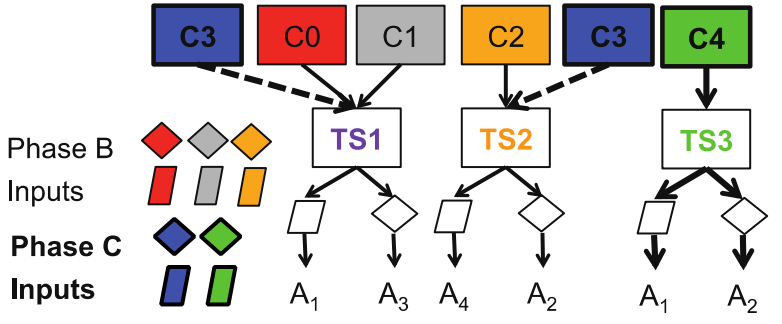 C3 C0 C1 C2 C3 C4
TS1 TS2 TS3
Phase B
Inputs
Phase C
Inputs
A1 A3 A4 A2 A1 A2